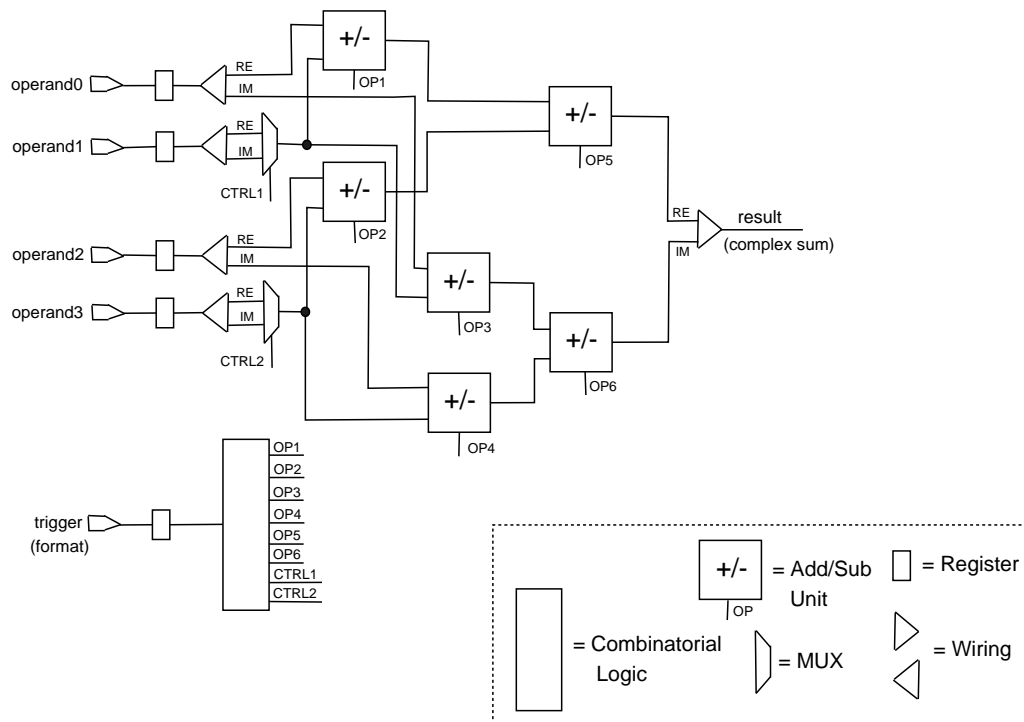 +/-
OP1
operand0
RE
IM
+/-
OP5
operand1
RE
IM
CTRL1
+/-
OP2
RE
result
(complex sum)
IM
operand2
RE
IM
+/-
OP3
operand3
RE
IM
CTRL2
+/-
OP6
+/-
OP4
trigger
(format)
OP1
OP2
OP3
OP4
OP5
OP6
CTRL1
CTRL2
+/-
OP
= Add/Sub
Unit
= Register
= Combinatorial
Logic
= MUX
= Wiring